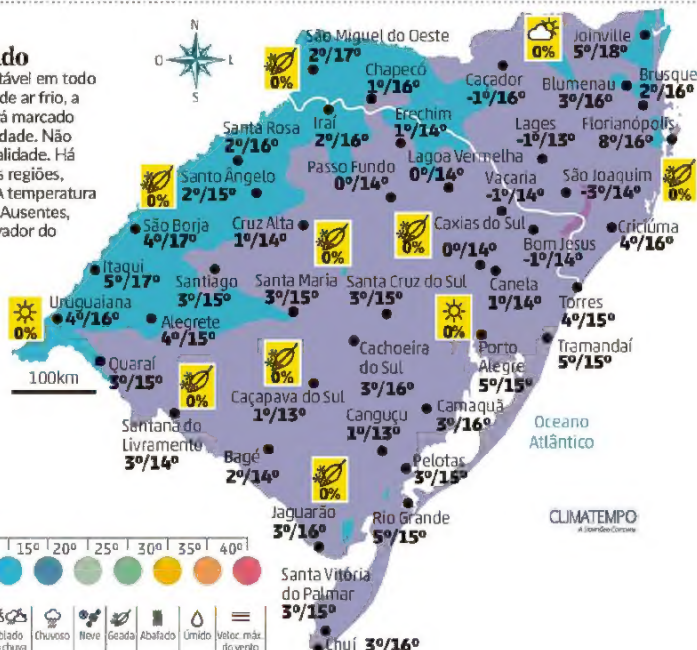 do
tável em todo
de ar frio, a
á marcado
dade. Não
alidade. Há
s regiões,
A temperatura
Ausentes,
vador do
N
O
L
S
São Miguel do Oeste
2º/17º
0%
Chapecó
1º/16º
Caçador
-1º/16º
0%
Joinville
5º/18º
Blumenau
3º/16º
Brusque
2º/16º
Florianópolis
8º/16º
0%
Lages
-1º/13º
São Joaquim
-3º/14º
Criciúma
4º/16º
Iraí
2º/16º
Erechim
1º/14º
Santa Rosa
2º/16º
Passo Fundo
0º/14º
Lagoa Vermelha
0º/14º
Vacaria
-1º/14º
0%
Santo Ângelo
2º/15º
São Borja
4º/17º
Cruz Alta
1º/14º
0%
0%
Caxias do Sul
0º/14º
Bom Jesus
-1º/14º
Canela
1º/14º
Torres
4º/15º
Itaqui
5º/17º
Santiago
3º/15º
Santa Maria
3º/15º
Santa Cruz do Sul
3º/15º
0%
Uruguaiana
4º/16º
0%
Alegrete
4º/15º
Porto
Alegre
5º/15º
Tramandaí
5º/15º
Quaraí
3º/15º
100km
0%
0%
Cachoeira
do Sul
3º/16º
Caçapava do Sul
1º/13º
Camaquã
3º/16º
Canguçu
1º/13º
Santana do
Livramento
3º/14º
Bagé
2º/14º
0%
Pelotas
3º/15º
Oceano
Atlântico
Jaguarão
3º/16º
Rio Grande
5º/15º
CLIMATEMPO
A StormGeo Company
Santa Vitória
do Palmar
3º/15º
Chuí 3º/16º
15º 20º 25º 30º 35º 40º
blado
chuva
Chuvoso
Neve
Geada
Abafado
Úmido
Veloc. máx.
do vento